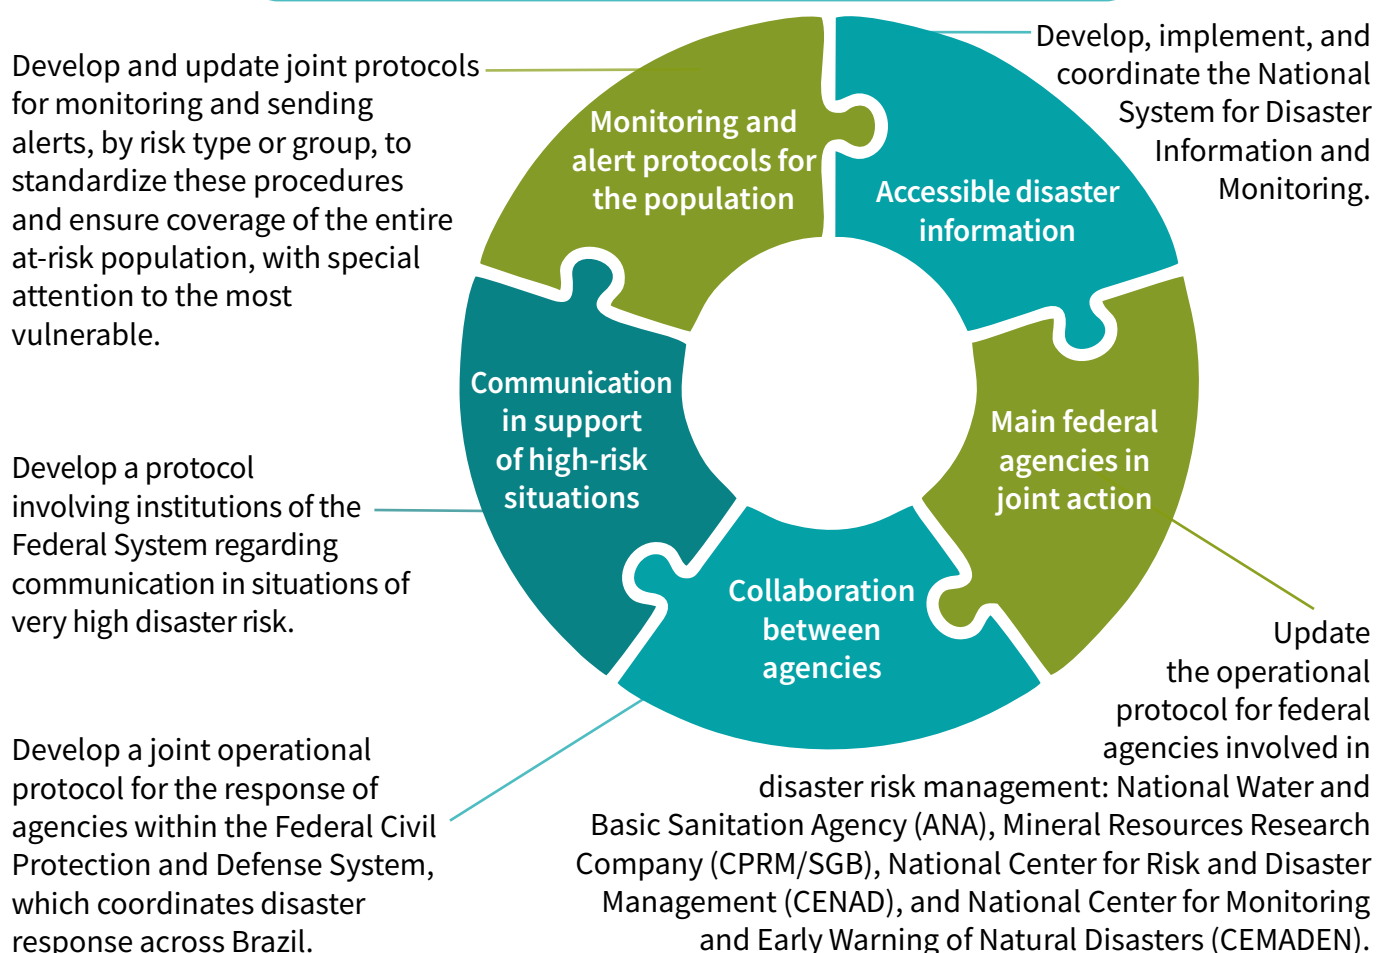 Develop and update joint protocols
for monitoring and sending
alerts, by risk type or group, to
standardize these procedures
and ensure coverage of the entire
at-risk population, with special
attention to the most
vulnerable.
Monitoring and
alert protocols for
the population
Accessible disaster
information
Develop, implement, and
coordinate the National
System for Disaster
Information and
Monitoring.
Communication
in support
of high-risk
situations
Main federal
agencies in
joint action
Develop a protocol
involving institutions of the
Federal System regarding
communication in situations of
very high disaster risk.
Collaboration
between
agencies
Develop a joint operational
protocol for the response of
agencies within the Federal Civil
Protection and Defense System,
which coordinates disaster
response across Brazil.
Update
the operational
protocol for federal
agencies involved in
disaster risk management: National Water and
Basic Sanitation Agency (ANA), Mineral Resources Research
Company (CPRM/SGB), National Center for Risk and Disaster
Management (CENAD), and National Center for Monitoring
and Early Warning of Natural Disasters (CEMADEN).